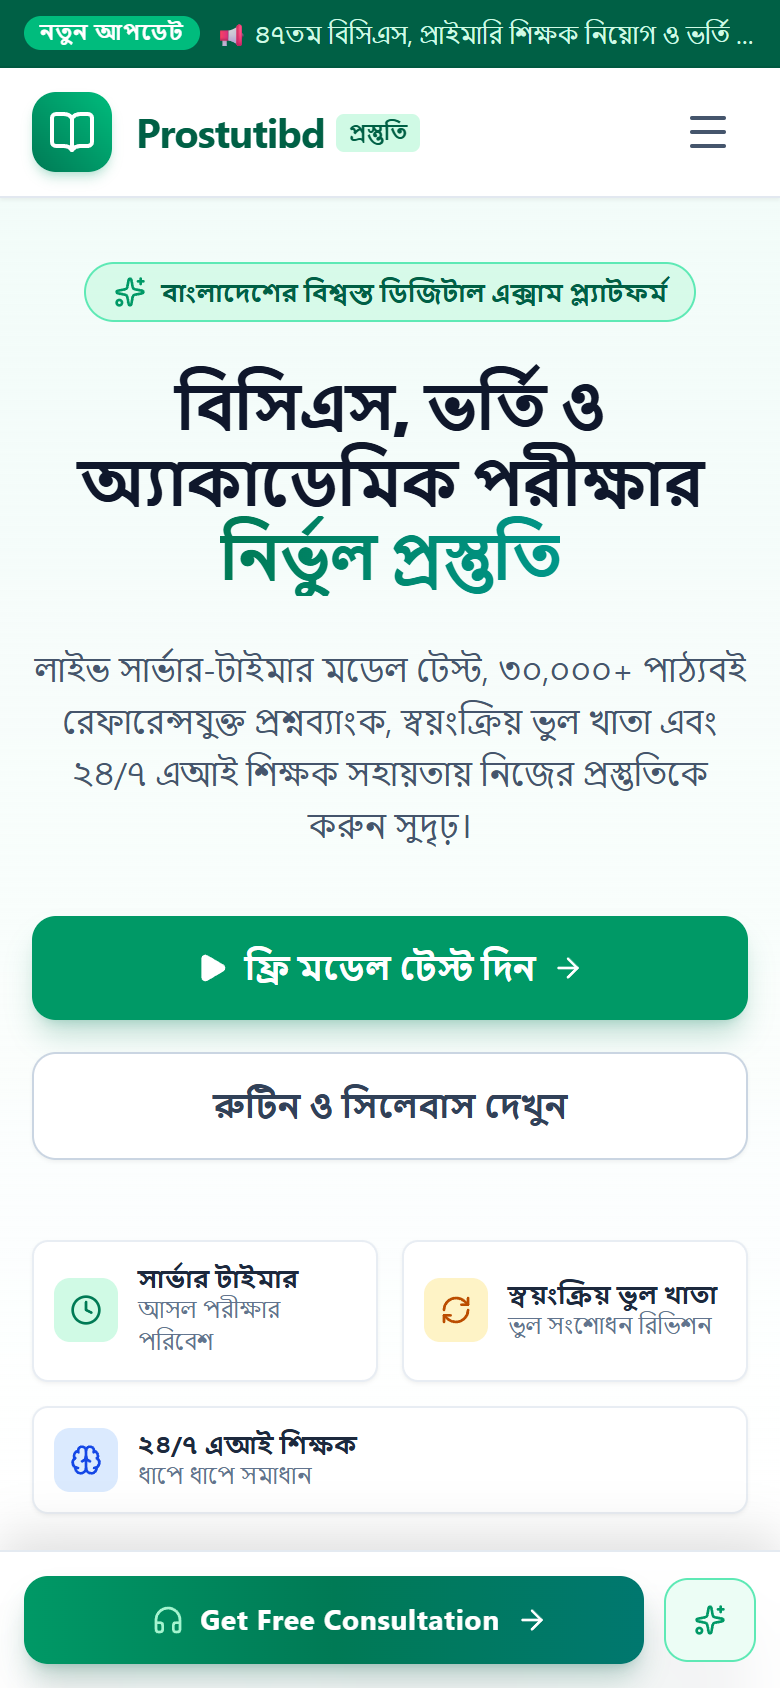 নতুন আপডেট
৪৭তম বিসিএস, প্রাইমারি শিক্ষক নিয়োগ ও ভর্তি ...
Prostutibd প্রস্তুতি
বাংলাদেশের বিশ্বস্ত ডিজিটাল এক্সাম প্ল্যাটফর্ম
বিসিএস, ভর্তি ও
অ্যাকাডেমিক পরীক্ষার
নির্ভুল প্রস্তুতি
লাইভ সার্ভার-টাইমার মডেল টেস্ট, ৩০,০০০+ পাঠ্যবই
রেফারেন্সযুক্ত প্রশ্নব্যাংক, স্বয়ংক্রিয় ভুল খাতা এবং
২৪/৭ এআই শিক্ষক সহায়তায় নিজের প্রস্তুতিকে
করুন সুদৃঢ়।
ফ্রি মডেল টেস্ট দিন
রুটিন ও সিলেবাস দেখুন
সার্ভার টাইমার
আসল পরীক্ষার
পরিবেশ
স্বয়ংক্রিয় ভুল খাতা
ভুল সংশোধন রিভিশন
২৪/৭ এআই শিক্ষক
ধাপে ধাপে সমাধান
Get Free Consultation